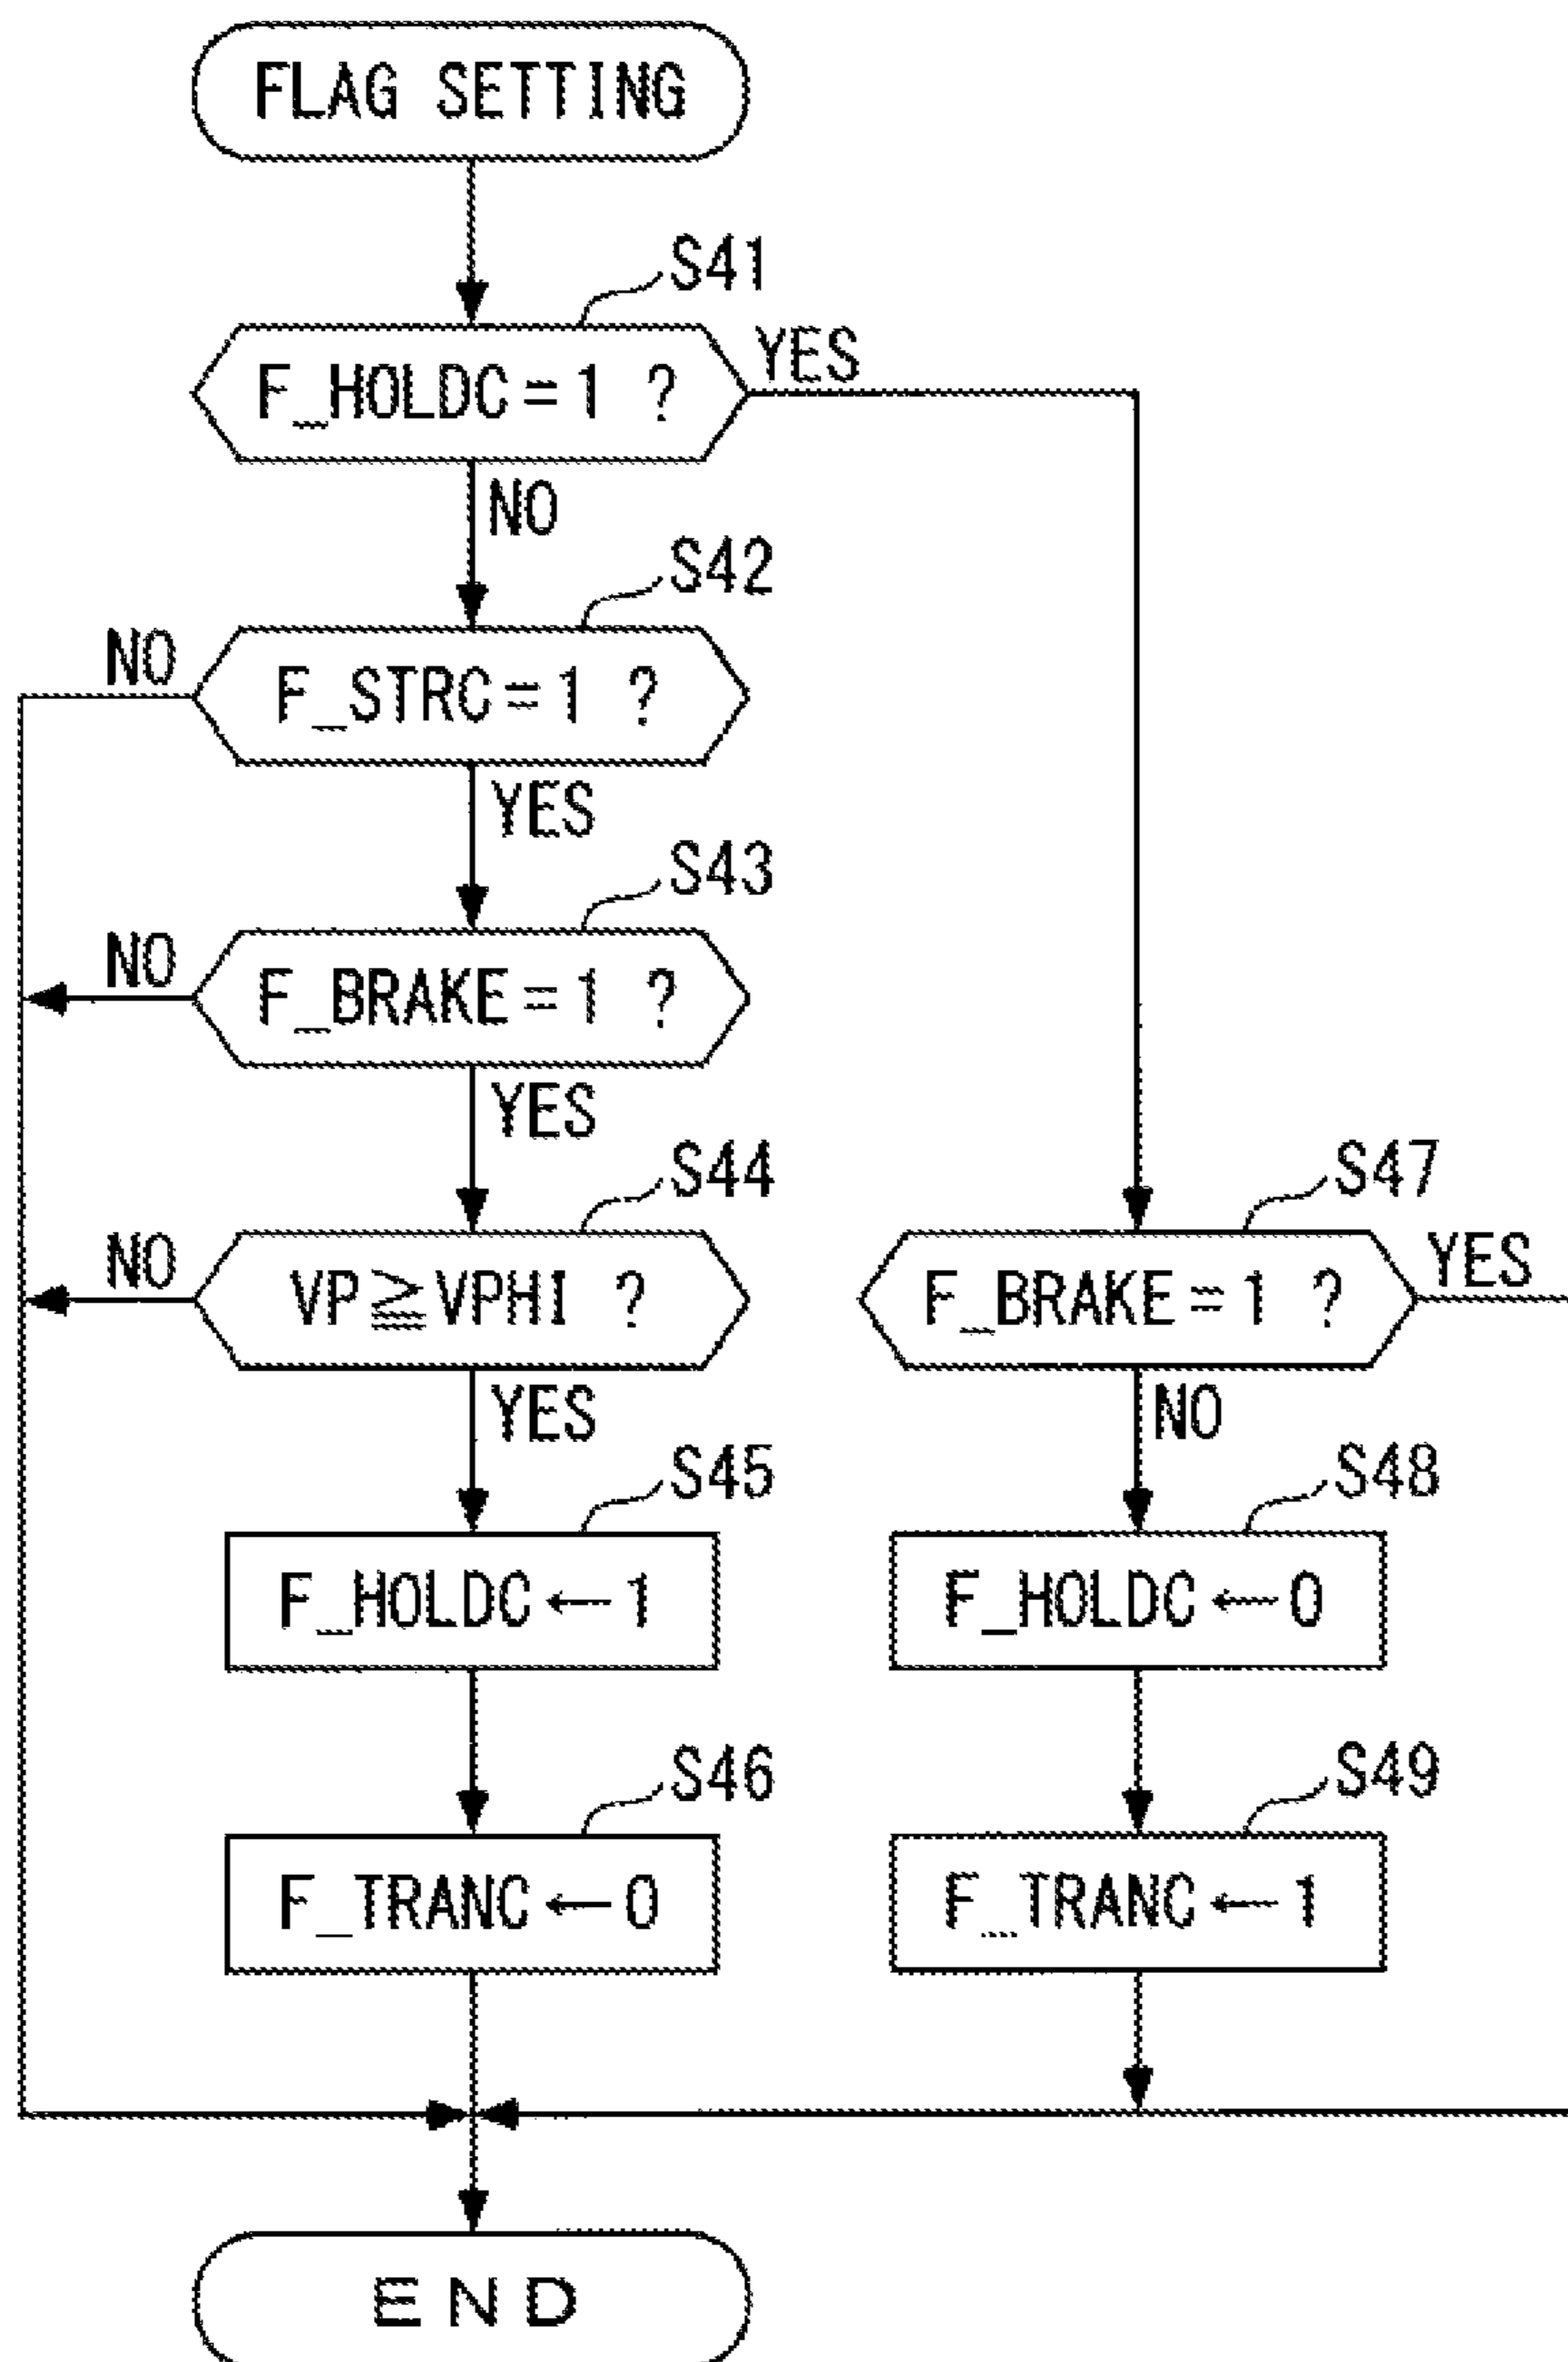 FLAG SETTING
S41
F_HOLDC=1 ?
YES
NO
S42
NO
F_STRC=1 ?
YES
S43
NO
F_BRAKE=1 ?
YES
S44
NO
VP≧VPHI ?
YES
S47
F_BRAKE=1 ?
YES
NO
S45
F_HOLDC←1
S48
F_HOLDC←0
S46
F_TRANC←0
S49
F_TRANC←1
END